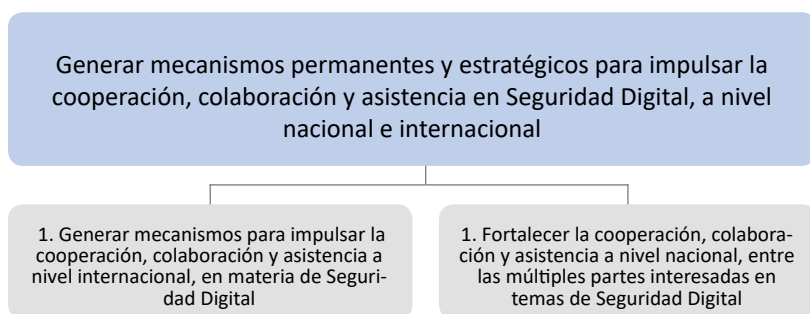 Generar mecanismos permanentes y estratégicos para impulsar la
cooperación, colaboración y asistencia en Seguridad Digital, a nivel
nacional e internacional
1. Generar mecanismos para impulsar la
cooperación, colaboración y asistencia a
nivel internacional, en materia de Seguri-
dad Digital
1. Fortalecer la cooperación, colabora-
ción y asistencia a nivel nacional, entre
las múltiples partes interesadas en
temas de Seguridad Digital